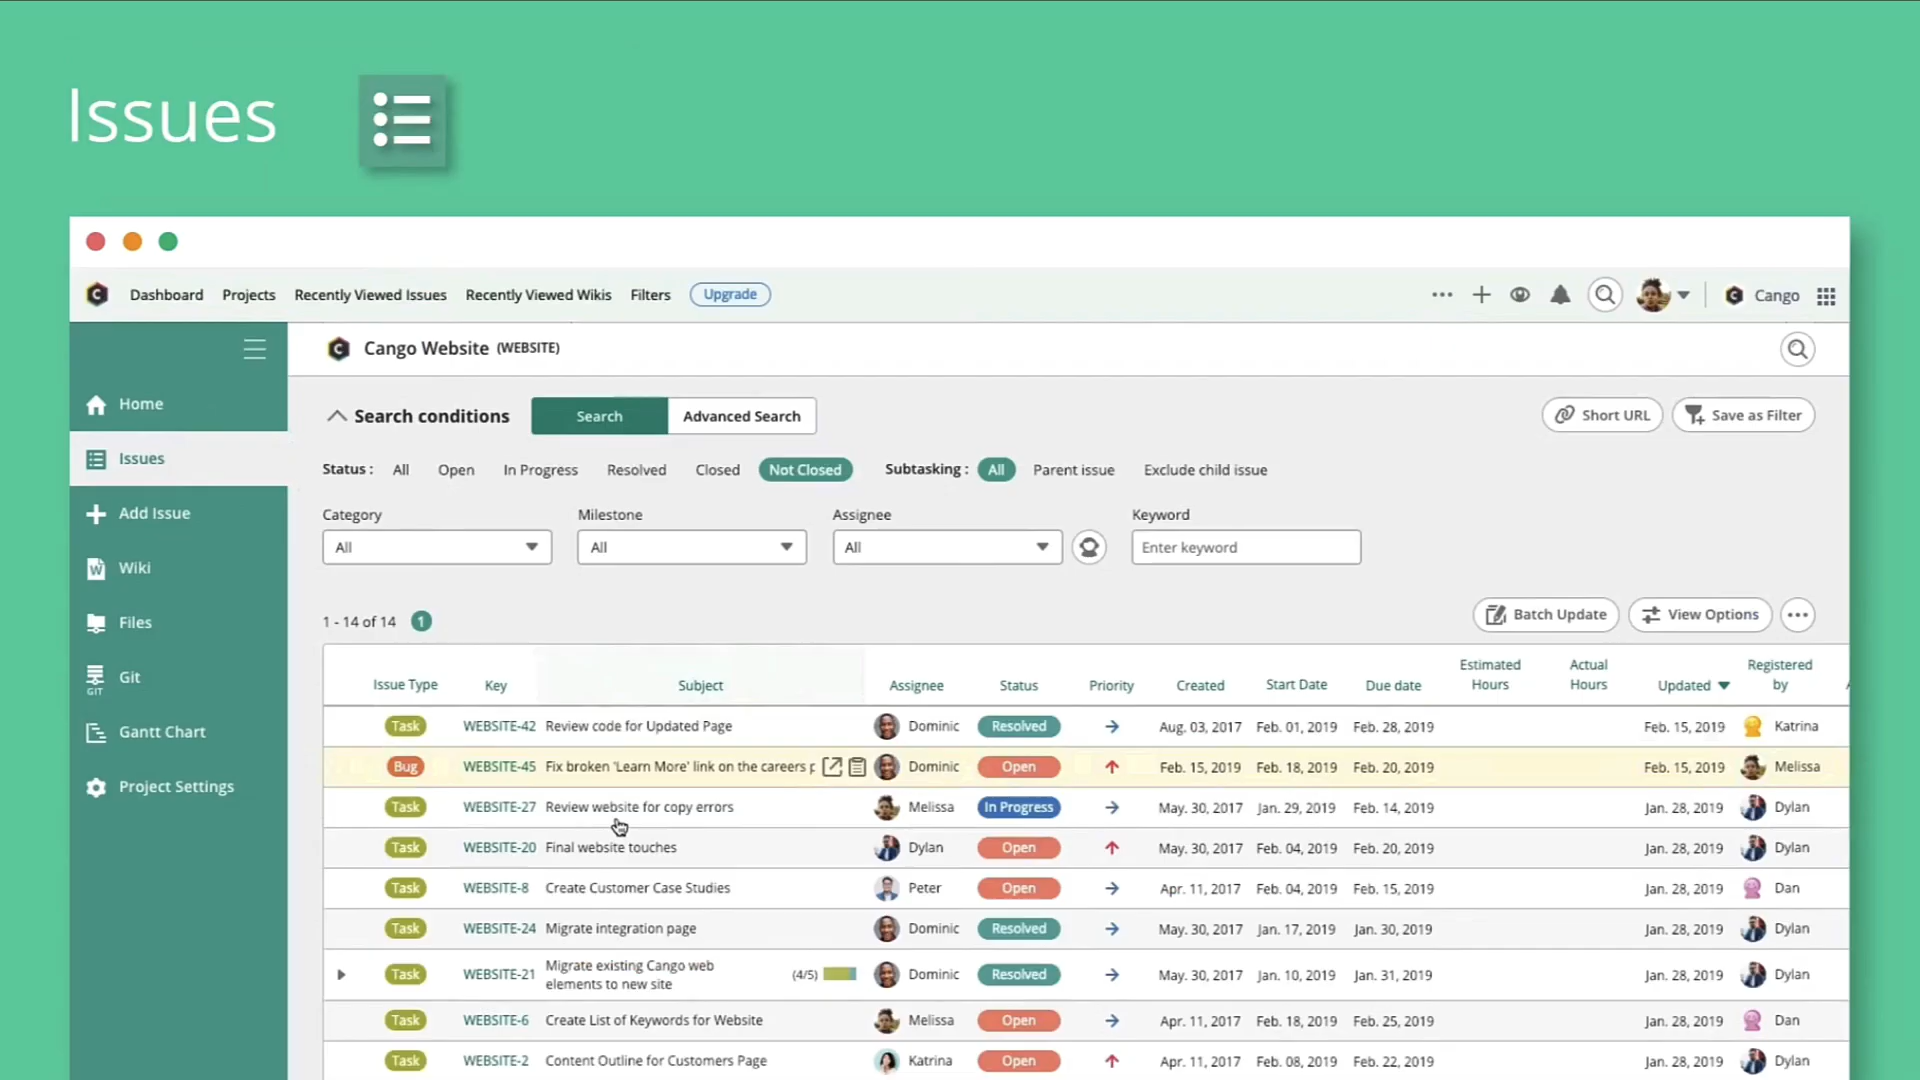 Issues
Dashboard Projects Recently Viewed Issues Recently Viewed Wikis Filters Upgrade Cango
Cango Website (WEBSITE)
Home
Issues
Add Issue
Wiki
Files
GIT Git
Gantt Chart
Project Settings
Search conditions Search Advanced Search Short URL Save as Filter
Status : All Open In Progress Resolved Closed Not Closed Subtasking : All Parent issue Exclude child issue
Category Milestone Assignee Keyword
All All All Enter keyword
1 - 14 of 14 1 Batch Update View Options
Issue Type Key Subject Assignee Status Priority Created Start Date Due date Estimated Hours Actual Hours Updated Registered by
Task WEBSITE-42 Review code for Updated Page Dominic Resolved Aug. 03, 2017 Feb. 01, 2019 Feb. 28, 2019 Feb. 15, 2019 Katrina
Bug WEBSITE-45 Fix broken 'Learn More' link on the careers Dominic Open Feb. 15, 2019 Feb. 18, 2019 Feb. 20, 2019 Feb. 15, 2019 Melissa
Task WEBSITE-27 Review website for copy errors Melissa In Progress May. 30, 2017 Jan. 29, 2019 Feb. 14, 2019 Jan. 28, 2019 Dylan
Task WEBSITE-20 Final website touches Dylan Open May. 30, 2017 Feb. 04, 2019 Feb. 20, 2019 Jan. 28, 2019 Dylan
Task WEBSITE-8 Create Customer Case Studies Peter Open Apr. 11, 2017 Feb. 04, 2019 Feb. 15, 2019 Jan. 28, 2019 Dan
Task WEBSITE-24 Migrate integration page Dominic Resolved May. 30, 2017 Jan. 17, 2019 Jan. 30, 2019 Jan. 28, 2019 Dylan
Task WEBSITE-21 Migrate existing Cango web elements to new site (4/5) Dominic Resolved May. 30, 2017 Jan. 10, 2019 Jan. 31, 2019 Jan. 28, 2019 Dylan
Task WEBSITE-6 Create List of Keywords for Website Melissa Open Apr. 11, 2017 Feb. 18, 2019 Feb. 25, 2019 Jan. 28, 2019 Dan
Task WEBSITE-2 Content Outline for Customers Page Katrina Open Apr. 11, 2017 Feb. 08, 2019 Feb. 22, 2019 Jan. 28, 2019 Dylan